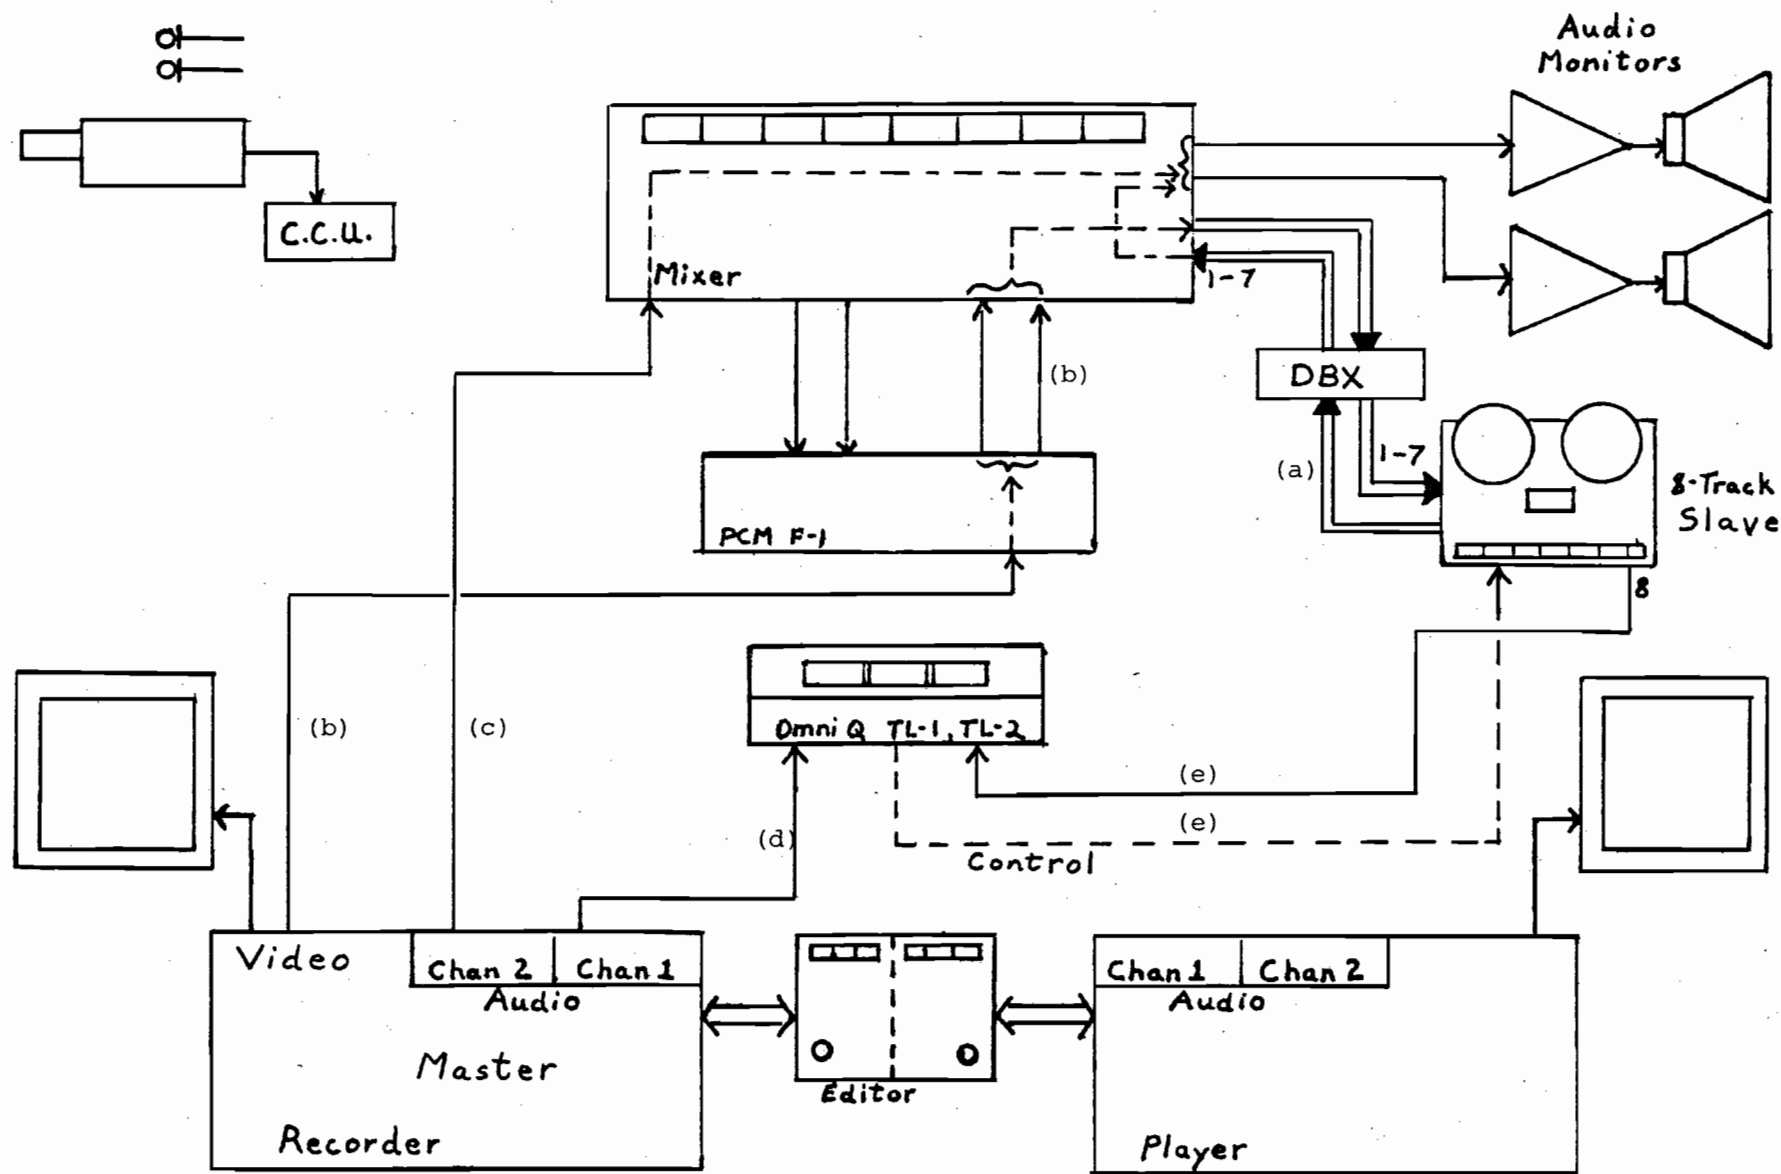 Audio
Monitors
C.C.U.
Mixer
1-7
(b)
DBX
(a)
1-7
8-Track
Slave
PCM F-1
8
(b)
(c)
Omni Q TL-1, TL-2
(e)
(d)
(e)
Control
Video
Chan 2
Chan 1
Audio
Master
Recorder
Editor
Chan 1
Chan 2
Audio
Player